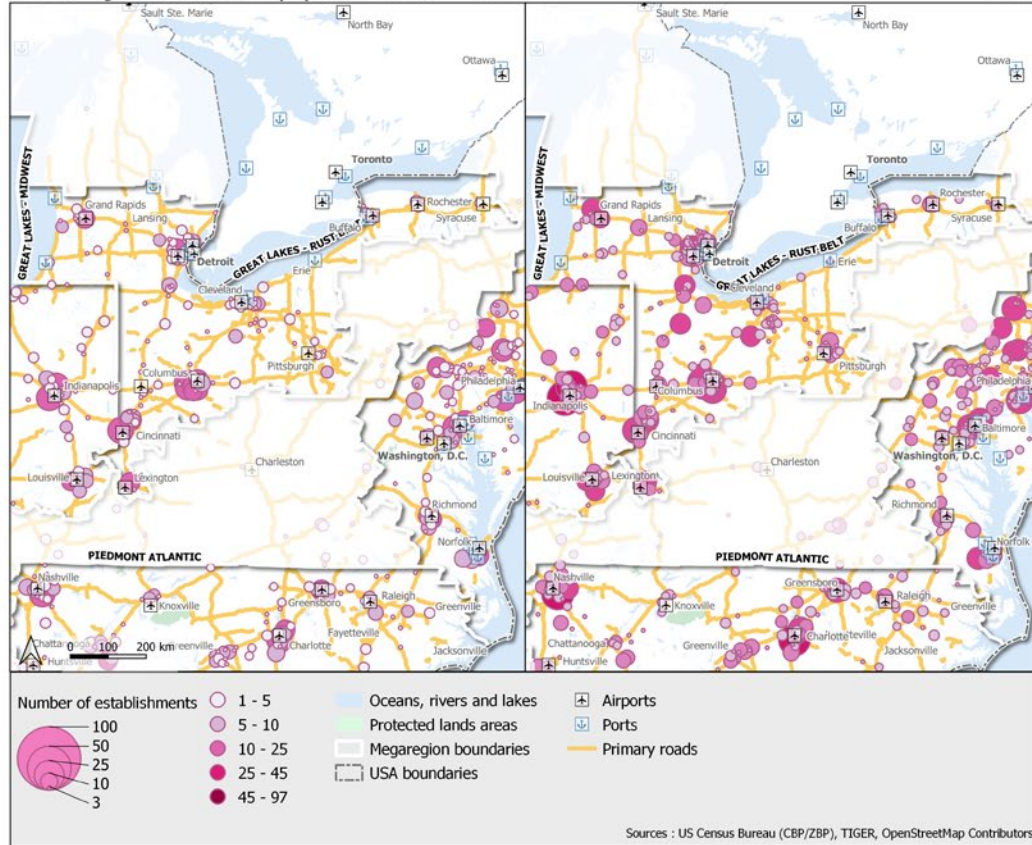 Sault Ste. Marie
North Bay
Ottawa
Toronto
GREAT LAKES - MIDWEST
Grand Rapids
Lansing
Rochester
Syracuse
Buffalo
Detroit
GREAT LAKES - RUST
Erie
Cleveland
Pittsburgh
Columbus
Indianapolis
Philadelphia
Baltimore
Cincinnati
Washington, D.C.
Charleston
Louisville
Lexington
Richmond
Norfolk
PIEDMONT ATLANTIC
Nashville
Knoxville
Greensboro
Raleigh
Greenville
Fayetteville
Charlotte
Greenville
Jacksonville
Huntsville
0 100 200 km
North Bay
Ottawa
Toronto
GREAT LAKES - MIDWEST
Grand Rapids
Lansing
Rochester
Syracuse
Buffalo
Detroit
GREAT LAKES - RUST BELT
Erie
Cleveland
Pittsburgh
Columbus
Indianapolis
Philadelphia
Baltimore
Cincinnati
Washington, D.C.
Charleston
Louisville
Lexington
Richmond
Norfolk
PIEDMONT ATLANTIC
Nashville
Knoxville
Greensboro
Raleigh
Greenville
Chattanooga
Greenville
Charlotte
Jacksonville
Huntsville
Number of establishments
100
50
25
10
3
1 - 5
5 - 10
10 - 25
25 - 45
45 - 97
Oceans, rivers and lakes
Protected lands areas
Megaregion boundaries
USA boundaries
Airports
Ports
Primary roads
Sources : US Census Bureau (CBP/ZBP), TIGER, OpenStreetMap Contributors